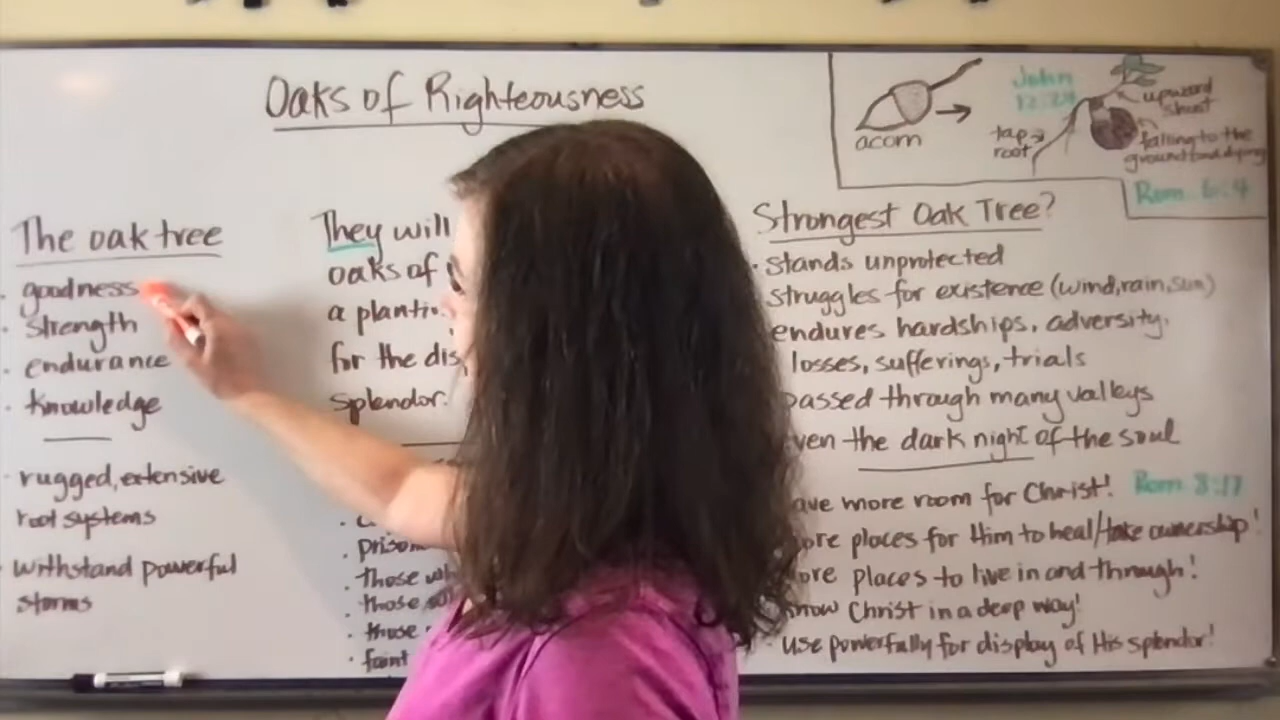 Oaks of Righteousness
acorn
John
12:24
tap
root
upward
shoot
falling to the
ground and dying
Rom. 6:4
The oak tree
· goodness
· strength
· endurance
· knowledge
· rugged, extensive
root systems
· withstand powerful
storms
They will
oaks of
a planti
for the dis
splendor.
· prison
· those wh
· those
· those
· faint
Strongest Oak Tree?
· stands unprotected
struggles for existence (wind, rain, sun)
endures hardships, adversity,
losses, sufferings, trials
passed through many valleys
ven the dark night of the soul
ave more room for Christ! Rom 8:17
ore places for Him to heal/take ownership!
ore places to live in and through!
know Christ in a deep way!
· use powerfully for display of His splendor!